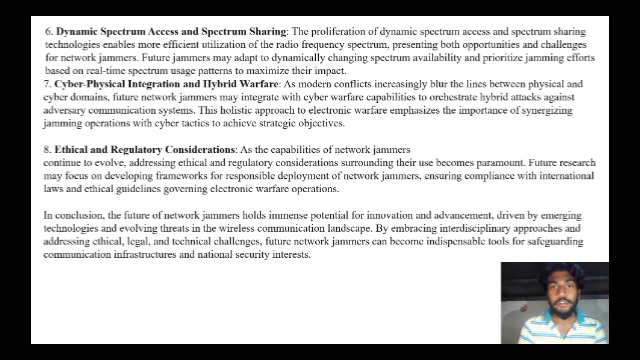 6. Dynamic Spectrum Access and Spectrum Sharing: The proliferation of dynamic spectrum access and spectrum sharing
technologies enables more efficient utilization of the radio frequency spectrum, presenting both opportunities and challenges
for network jammers. Future jammers may adapt to dynamically changing spectrum availability and prioritize jamming efforts
based on real-time spectrum usage patterns to maximize their impact.
7. Cyber-Physical Integration and Hybrid Warfare: As modern conflicts increasingly blur the lines between physical and
cyber domains, future network jammers may integrate with cyber warfare capabilities to orchestrate hybrid attacks against
adversary communication systems. This holistic approach to electronic warfare emphasizes the importance of synergizing
jamming operations with cyber tactics to achieve strategic objectives.
8. Ethical and Regulatory Considerations: As the capabilities of network jammers
continue to evolve, addressing ethical and regulatory considerations surrounding their use becomes paramount. Future research
may focus on developing frameworks for responsible deployment of network jammers, ensuring compliance with international
laws and ethical guidelines governing electronic warfare operations.
In conclusion, the future of network jammers holds immense potential for innovation and advancement, driven by emerging
technologies and evolving threats in the wireless communication landscape. By embracing interdisciplinary approaches and
addressing ethical, legal, and technical challenges, future network jammers can become indispensable tools for safeguarding
communication infrastructures and national security interests.